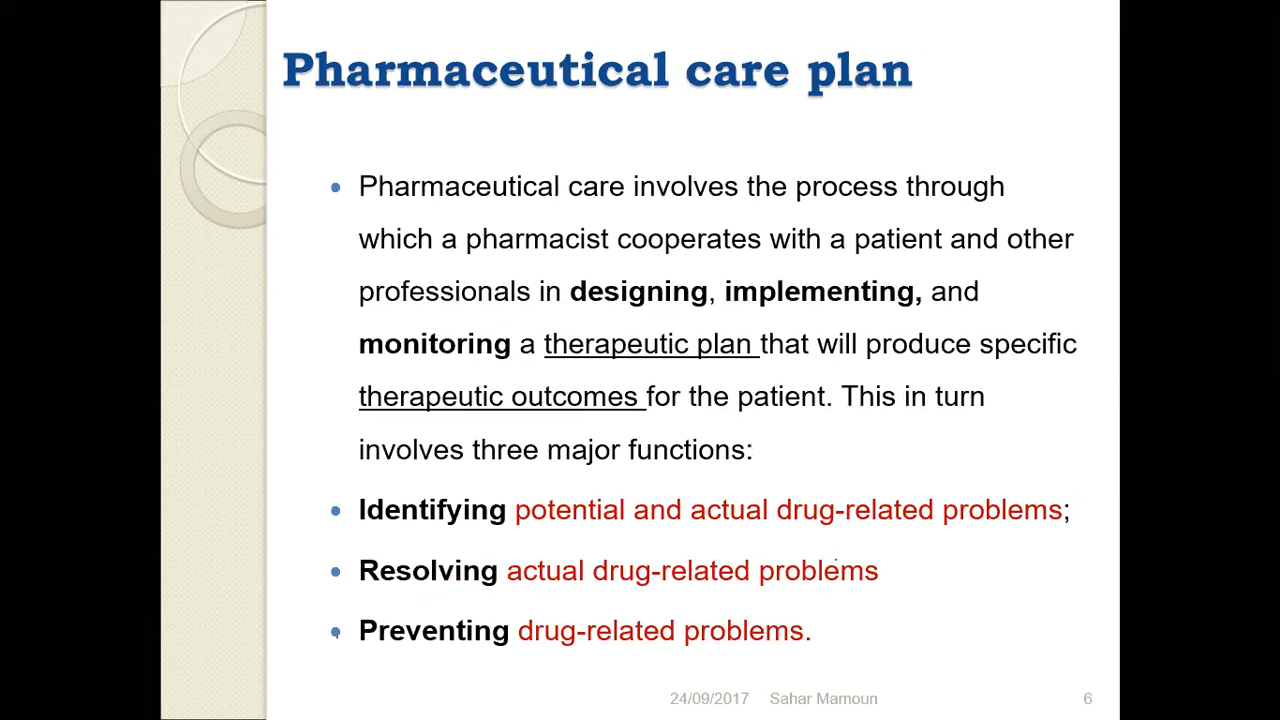 Pharmaceutical care plan
• Pharmaceutical care involves the process through
which a pharmacist cooperates with a patient and other
professionals in designing, implementing, and
monitoring a therapeutic plan that will produce specific
therapeutic outcomes for the patient. This in turn
involves three major functions:
• Identifying potential and actual drug-related problems;
• Resolving actual drug-related problems
• Preventing drug-related problems.
24/09/2017 Sahar Mamoun 6